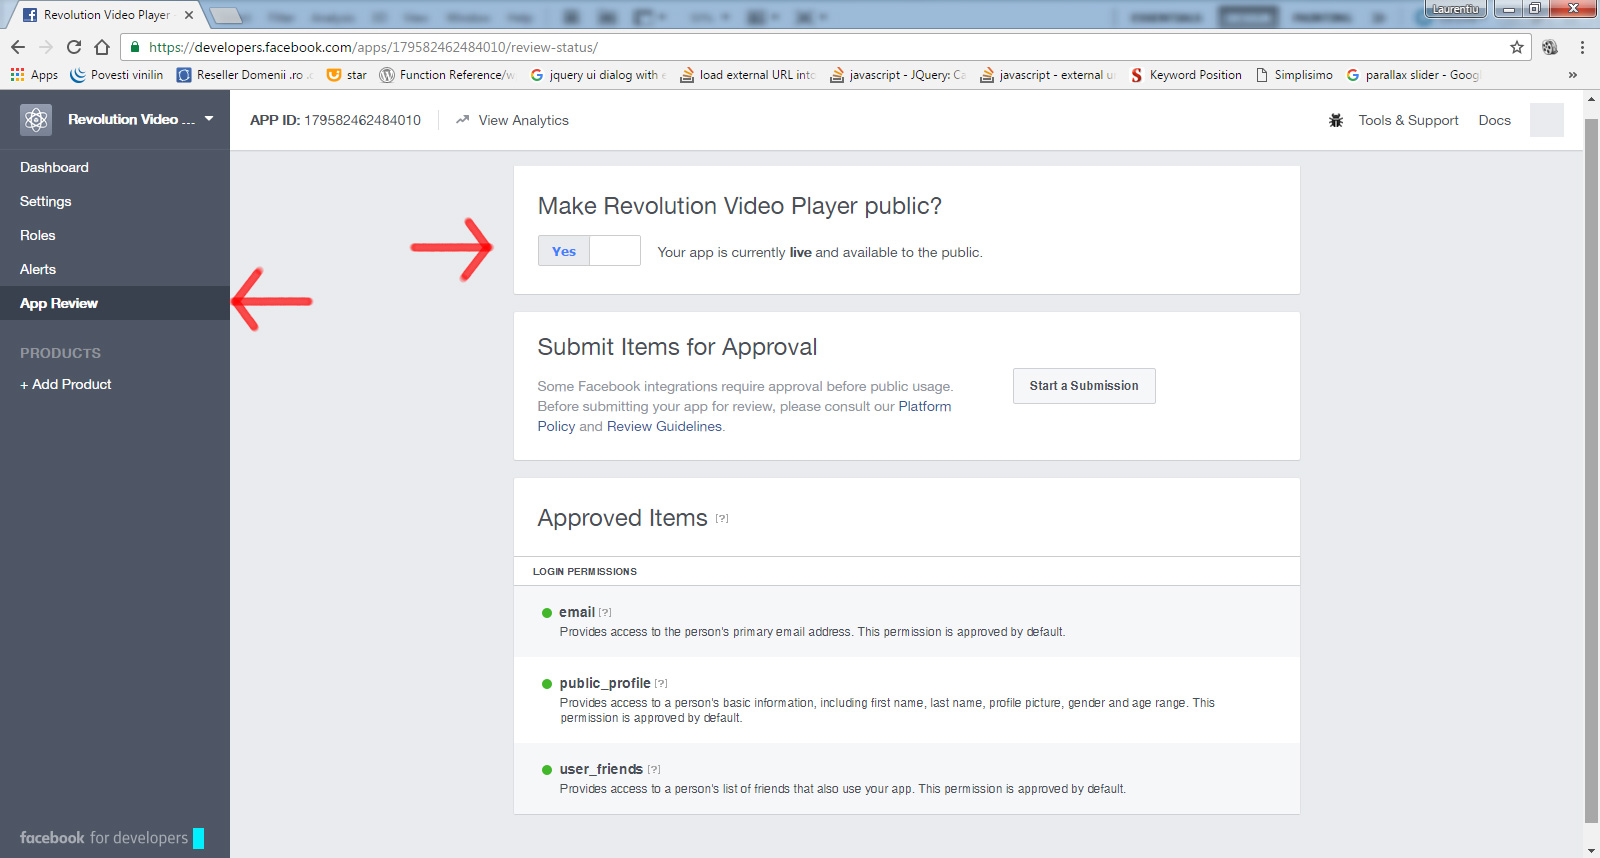 Revolution Video Player
Laurentiu
https://developers.facebook.com/apps/179582462484010/review-status/
Apps
Povesti vinilin
Reseller Domenii .ro .
star
Function Reference/w
jquery ui dialog with e
load external URL into
javascript - JQuery: Ca
javascript - external u
Keyword Position
Simplisimo
parallax slider - Goog
»
Revolution Video ...
APP ID: 179582462484010
View Analytics
Tools & Support
Docs
Dashboard
Settings
Roles
Alerts
App Review
PRODUCTS
+ Add Product
Make Revolution Video Player public?
Yes
Your app is currently live and available to the public.
Submit Items for Approval
Some Facebook integrations require approval before public usage.
Before submitting your app for review, please consult our Platform
Policy and Review Guidelines.
Start a Submission
Approved Items [?]
LOGIN PERMISSIONS
email [?]
Provides access to the person's primary email address. This permission is approved by default.
public_profile [?]
Provides access to a person's basic information, including first name, last name, profile picture, gender and age range. This
permission is approved by default.
user_friends [?]
Provides access to a person's list of friends that also use your app. This permission is approved by default.
facebook for developers